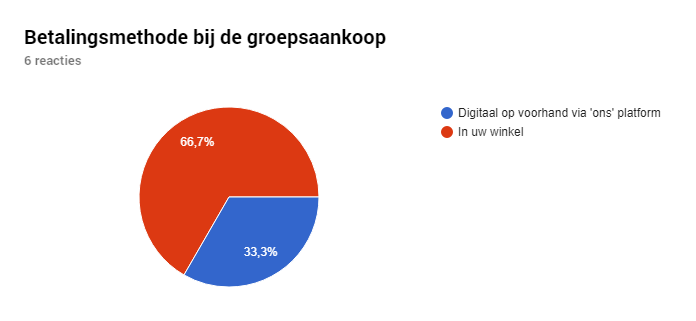 Betalingsmethode bij de groepsaankoop
6 reacties
Digitaal op voorhand via 'ons' platform
In uw winkel
66,7%
33,3%